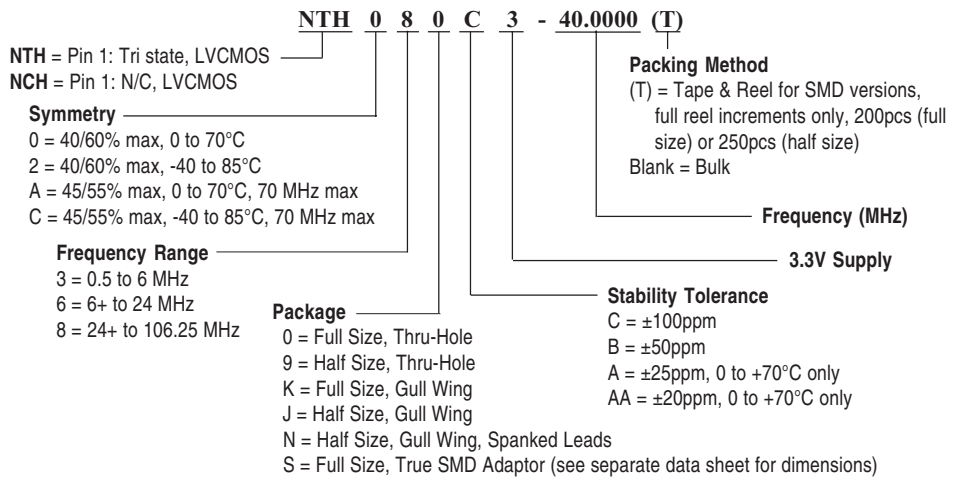 NTH 0 8 0 C 3 - 40.0000 (T)
NTH = Pin 1: Tri state, LVCMOS
NCH = Pin 1: N/C, LVCMOS
Symmetry
0 = 40/60% max, 0 to 70°C
2 = 40/60% max, -40 to 85°C
A = 45/55% max, 0 to 70°C, 70 MHz max
C = 45/55% max, -40 to 85°C, 70 MHz max
Frequency Range
3 = 0.5 to 6 MHz
6 = 6+ to 24 MHz
8 = 24+ to 106.25 MHz
Package
0 = Full Size, Thru-Hole
9 = Half Size, Thru-Hole
K = Full Size, Gull Wing
J = Half Size, Gull Wing
N = Half Size, Gull Wing, Spanked Leads
S = Full Size, True SMD Adaptor (see separate data sheet for dimensions)
Packing Method
(T) = Tape & Reel for SMD versions,
full reel increments only, 200pcs (full
size) or 250pcs (half size)
Blank = Bulk
Frequency (MHz)
3.3V Supply
Stability Tolerance
C = ±100ppm
B = ±50ppm
A = ±25ppm, 0 to +70°C only
AA = ±20ppm, 0 to +70°C only